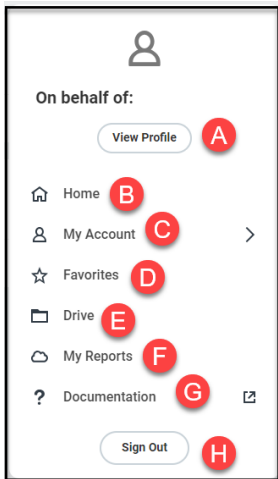 On behalf of:
View Profile A
Home B
My Account C
Favorites D
Drive E
My Reports F
? Documentation G
Sign Out H